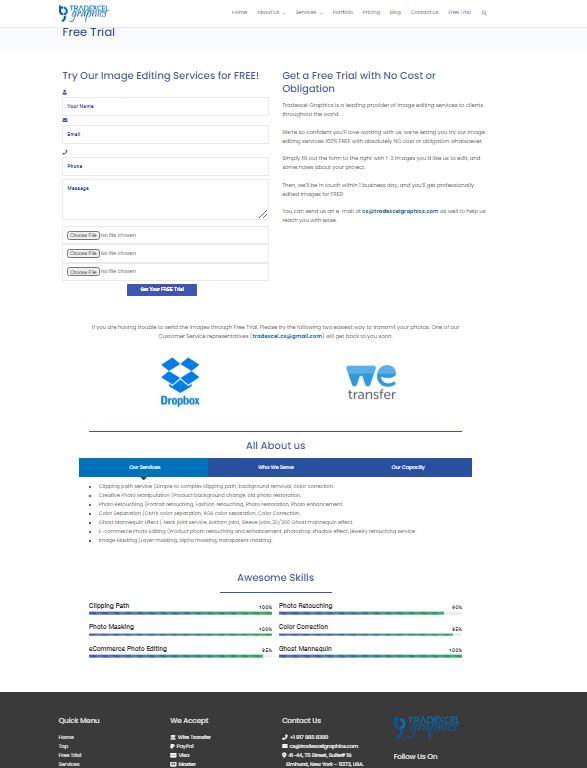 TRADEXCEL
graphics
Home About Us Services Portfolio Pricing Blog Contact Us Free Trial
Free Trial
Try Our Image Editing Services for FREE!
Your Name
Email
Phone
Message
Choose File No file chosen
Choose File No file chosen
Choose File No file chosen
Get Your FREE Trial
Get a Free Trial with No Cost or
Obligation
Tradexcel Graphics is a leading provider of image editing services to clients
throughout the world.
We're so confident you'll love working with us, we're letting you try our image
editing services 100% FREE with absolutely NO cost or obligation whatsoever.
Simply fill out the form to the right with 1-3 images you'd like us to edit, and
some notes about your project.
Then, we'll be in touch within 1 business day, and you'll get professionally
edited images for FREE!
You can send us an e-mail at cs@tradexcelgraphics.com as well to help us
reach you with ease.
If you are having trouble to send the images through Free Trial, Please try the following two easiest way to transmit your photos. One of our
Customer Service representatives (tradexcel.cs@gmail.com) will get back to you soon.
Dropbox
we
transfer
All About us
Our Services Who We Serve Our Capacity
Clipping path service (Simple to complex clipping path, background removal, color correction.
Creative Photo Manipulation (Product background change, old photo restoration.
Photo Retouching (Portrait retouching, Fashion retouching, Photo restoration, Photo enhancement.
Color Separation (CMYK color separation, RGB color separation, Color Correction.
Ghost Mannequin Effect ( Neck joint service, Bottom joint, Sleeve joint, 3D/360 Ghost mannequin effect.
E-commerce Photo Editing (Product photo retouching and enhancement, photoshop shadow effect, jewelry retouching service.
Image Masking (Layer masking, alpha masking, transparent masking.
Awesome Skills
Clipping Path 100% Photo Retouching 90%
Photo Masking 100% Color Correction 95%
eCommerce Photo Editing 95% Ghost Mannequin 100%
Quick Menu
Home
Top
Free Trial
Services
We Accept
Wire Transfer
PayPal
Visa
Master
Contact Us
+1 917 985 8390
cs@tradexcelgraphics.com
41-44, 75 Street, Suite# 1B
Elmhurst, New York – 11373, USA.
TRADEXCEL
graphics
Follow Us On